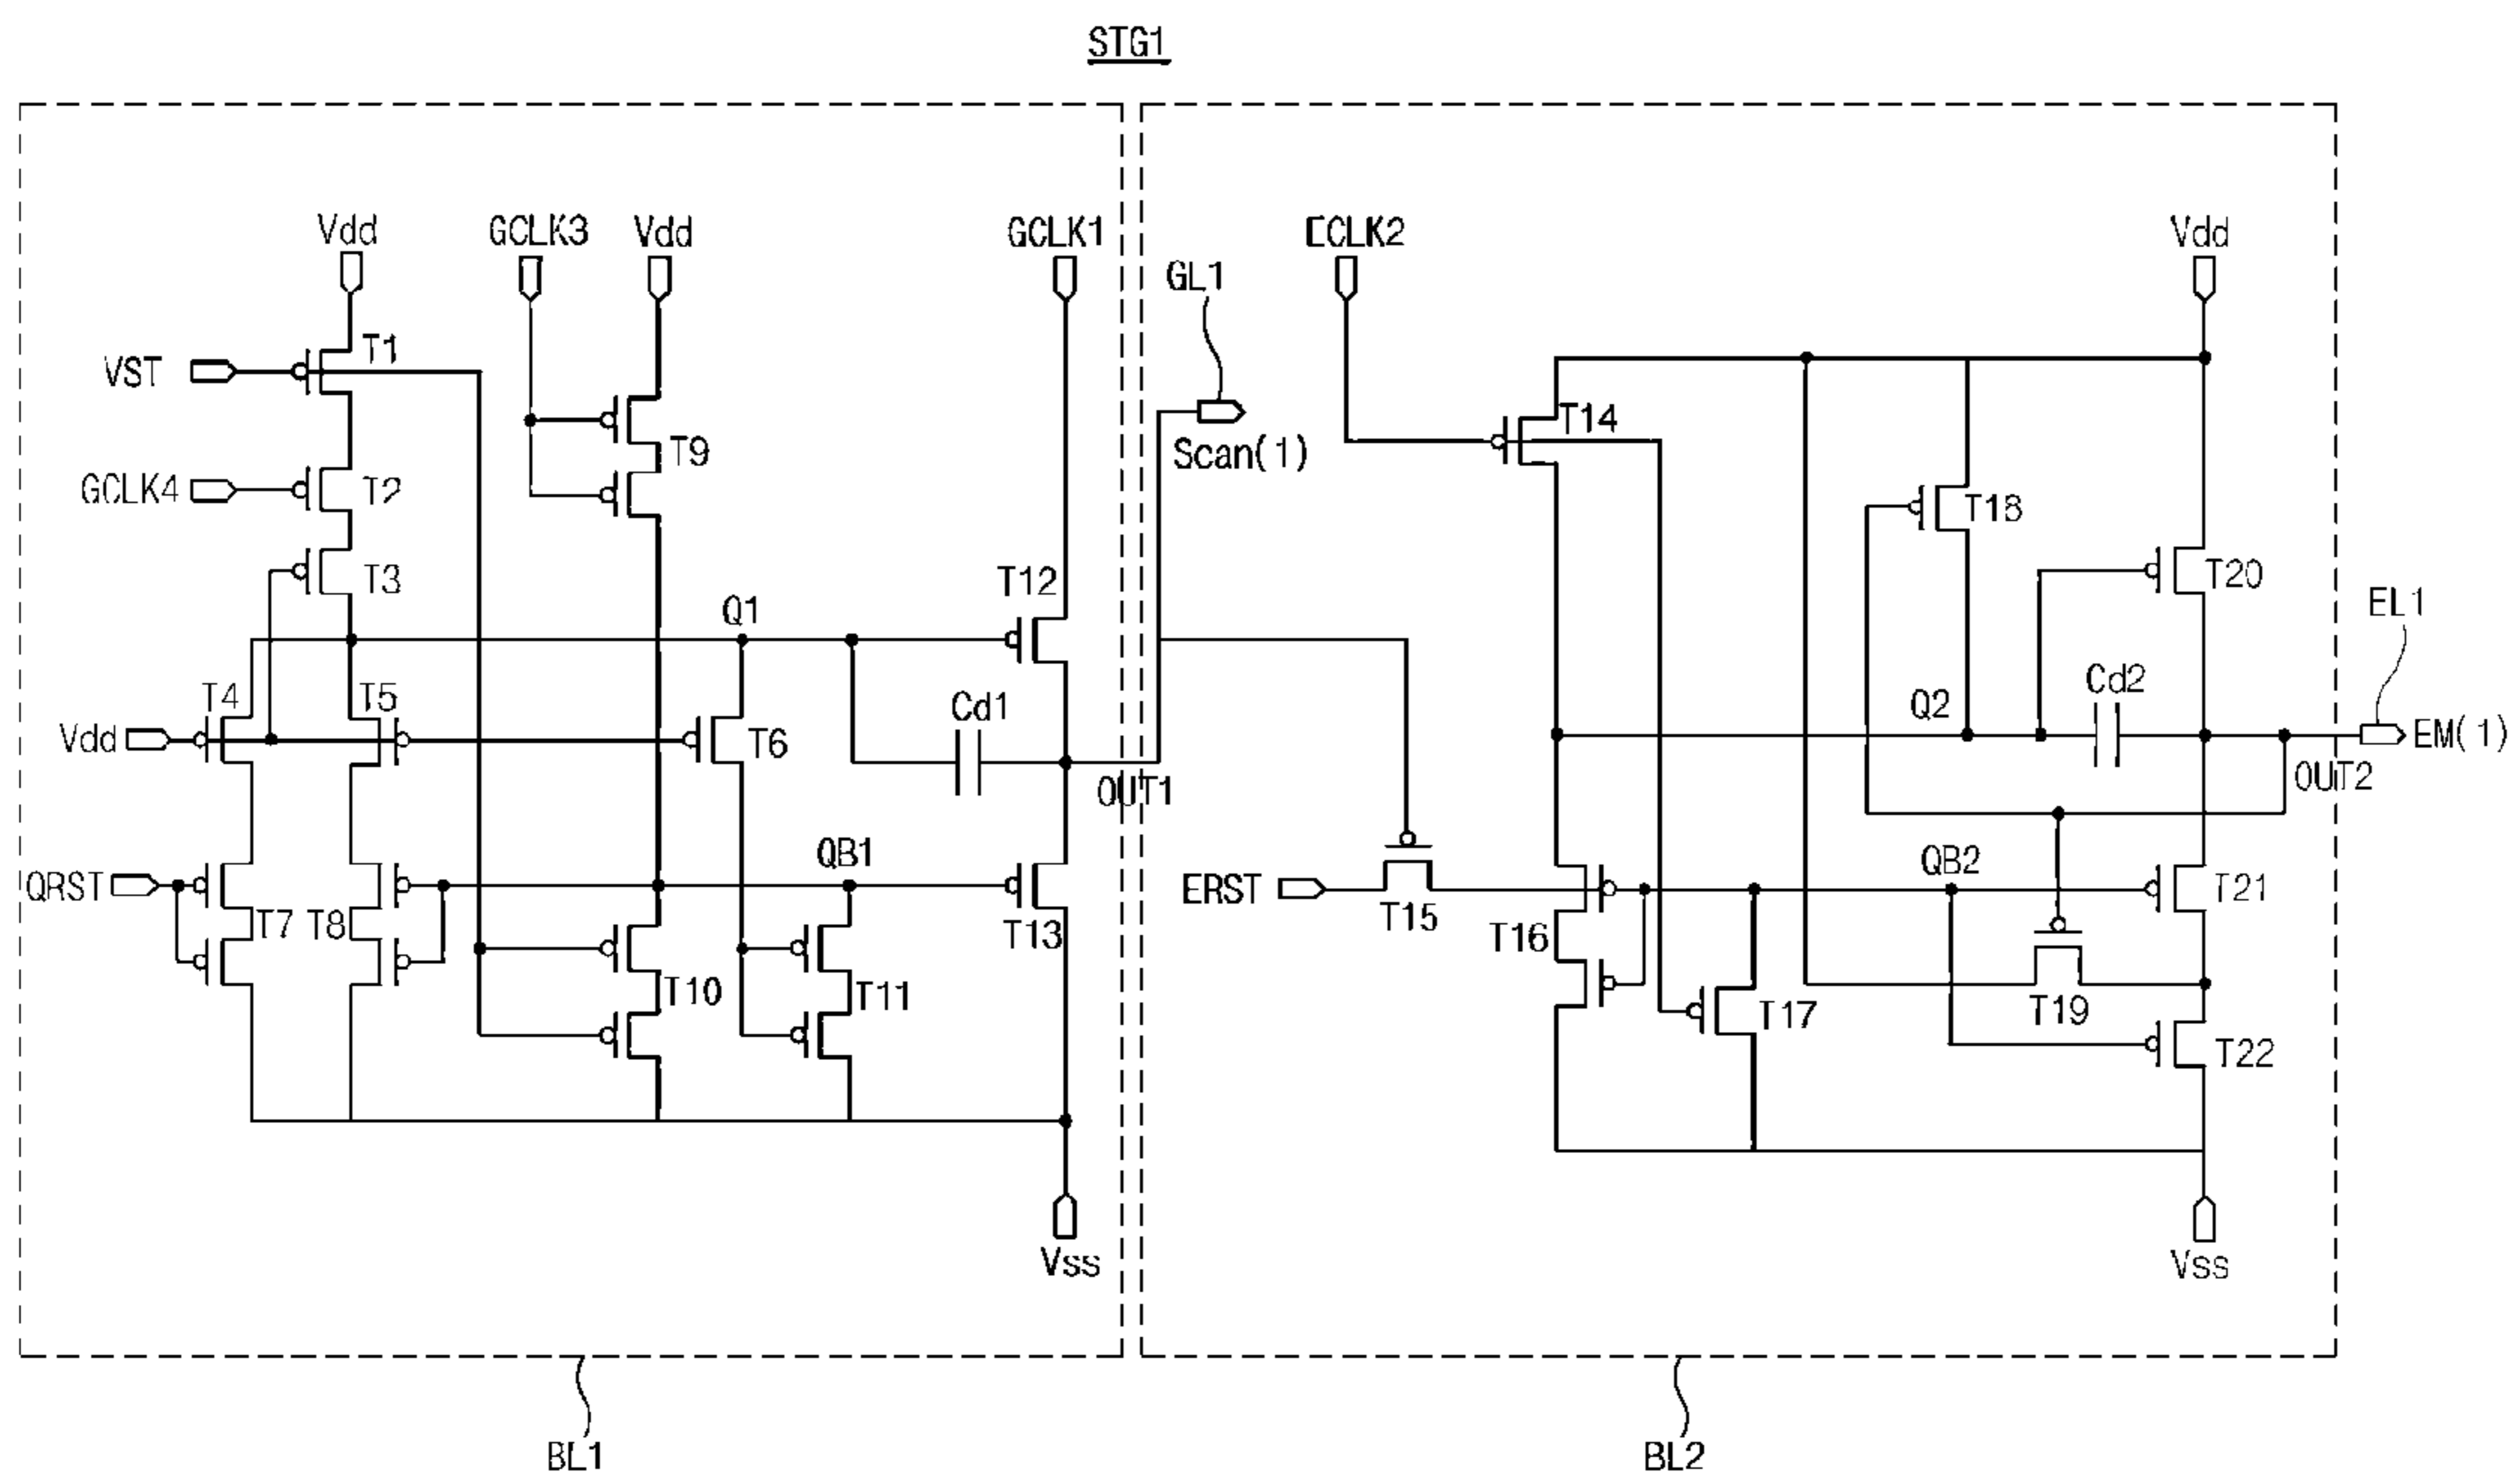 STG1
Vdd
GCLK3
Vdd
GCLK1
GL1
ECLK2
Vdd
VST
T1
T9
T14
Scan(1)
GCLK4
T2
T18
T3
T12
T20
EL1
Q1
T4
T5
Cd1
Q2
Cd2
Vdd
T6
EM(1)
OUT1
OUT2
QB1
QB2
QRST
ERST
T21
T7
T8
T13
T15
T16
T10
T11
T17
T19
T22
Vss
Vss
BL1
BL2